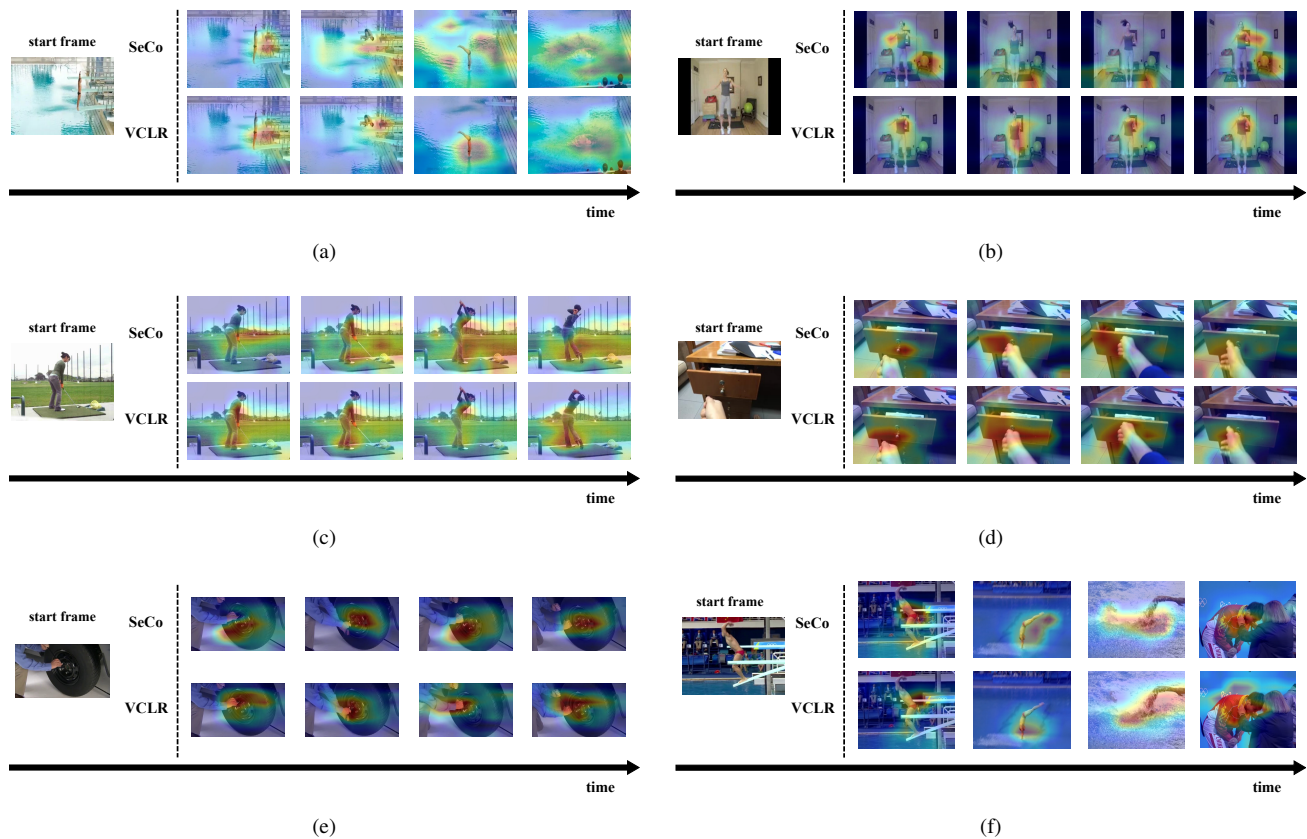 start frame
SeCo
VCLR
time
(a)
start frame
SeCo
VCLR
time
(b)
start frame
SeCo
VCLR
time
(c)
start frame
SeCo
VCLR
time
(d)
start frame
SeCo
VCLR
time
(e)
start frame
SeCo
VCLR
time
(f)